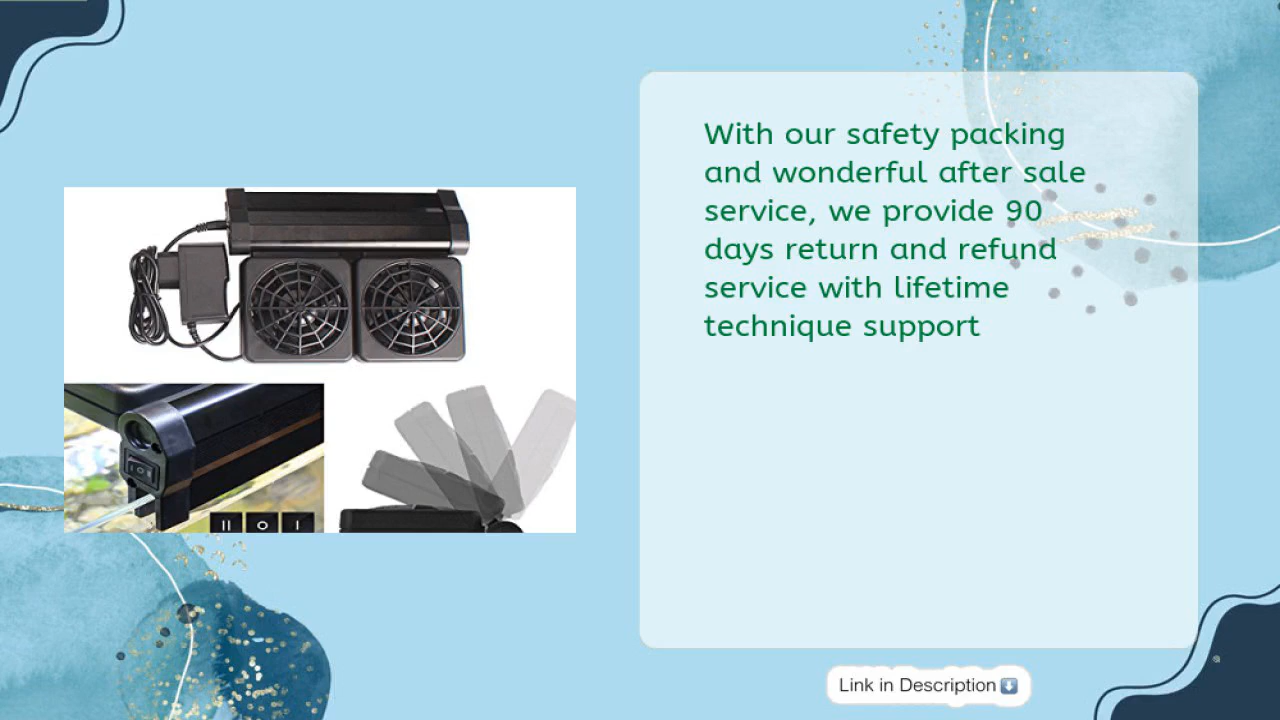 With our safety packing
and wonderful after sale
service, we provide 90
days return and refund
service with lifetime
technique support
II O I
Link in Description⬇️